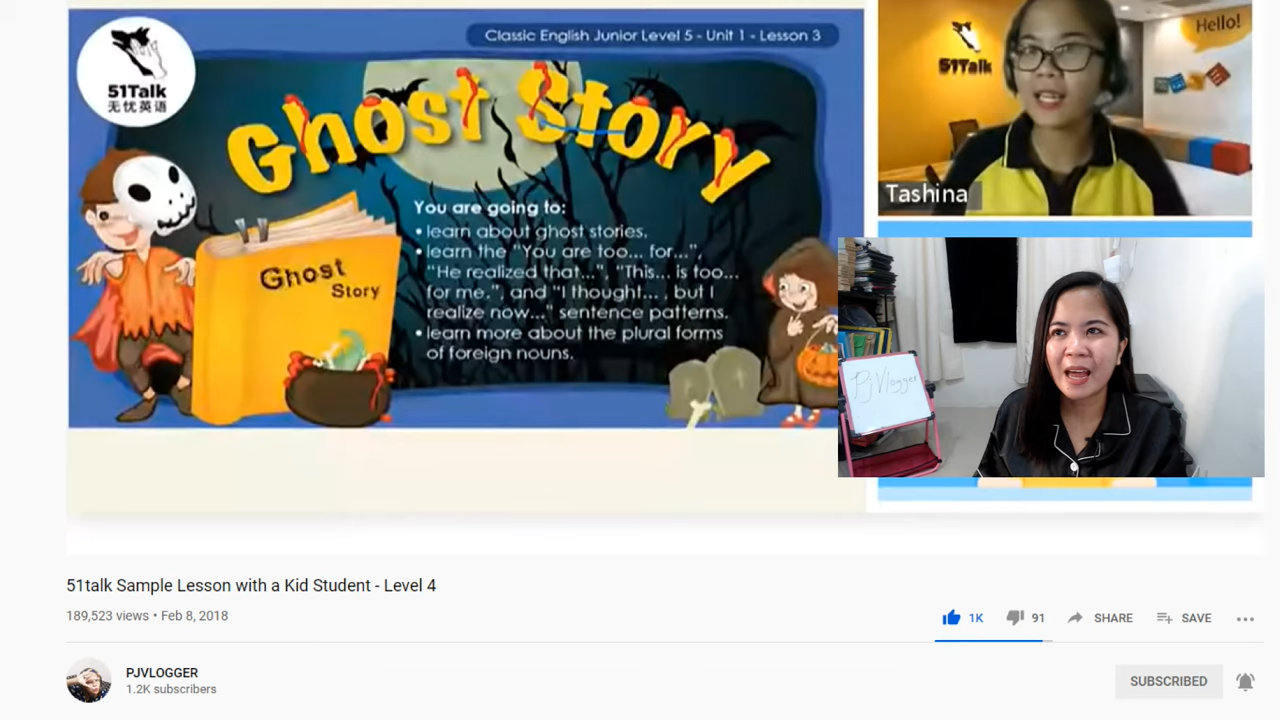 Classic English Junior Level 5 - Unit 1 - Lesson 3
51Talk
无忧英语
Ghost Story
You are going to:
• learn about ghost stories.
• learn the "You are too... for...",
"He realized that...", "This... is too...
for me.", and "I thought... , but I
realize now..." sentence patterns.
• learn more about the plural forms
of foreign nouns.
Ghost
Story
Hello!
51Talk
Tashina
PjVlogger
51talk Sample Lesson with a Kid Student - Level 4
189,523 views • Feb 8, 2018
1K
91
SHARE
SAVE
PJVLOGGER
1.2K subscribers
SUBSCRIBED